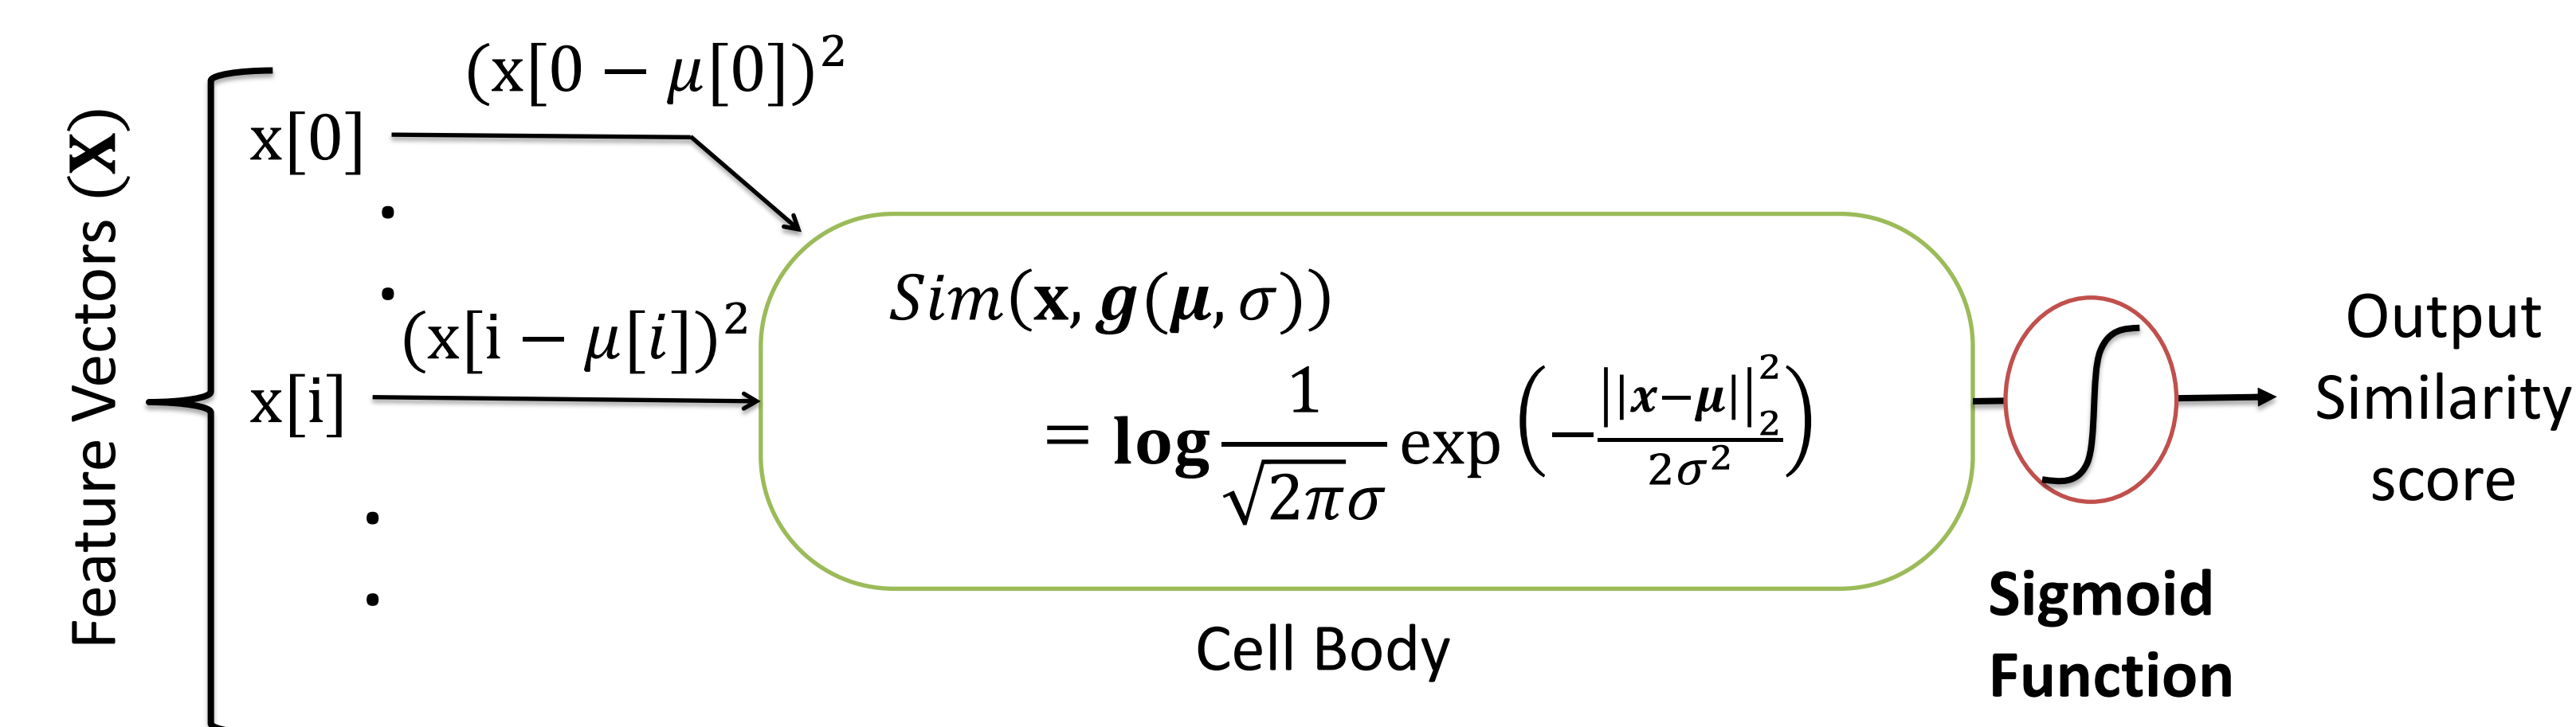 Feature Vectors (X)
(x[0 − μ[0])²
x[0]
(x[i − μ[i])²
x[i]
Sim(x, g(μ, σ))
= log 1/(√2πσ) exp (−||x−μ||₂²/2σ²)
Cell Body
Sigmoid
Function
Output
Similarity
score